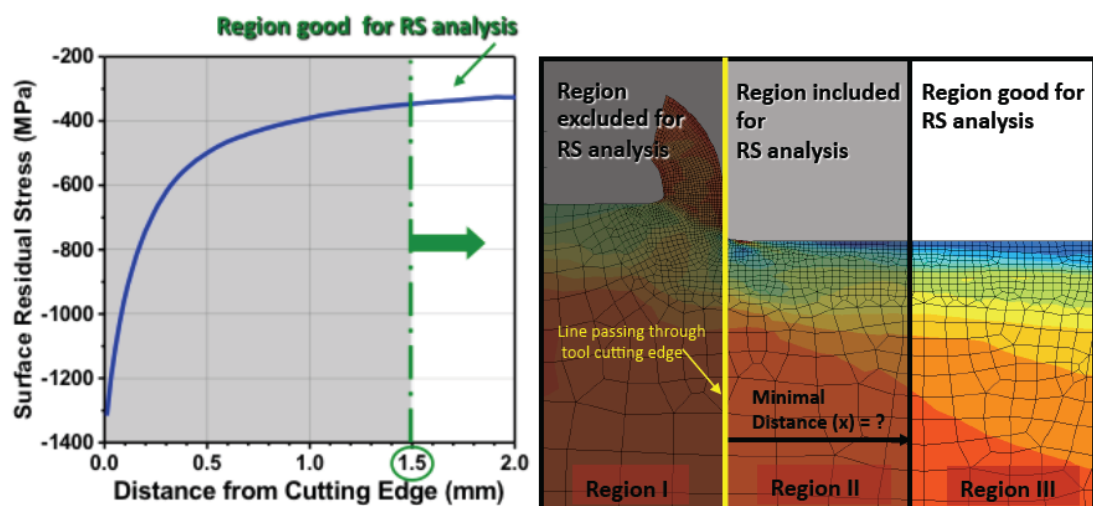 Region good for RS analysis
-200
-400
-600
-800
-1000
-1200
-1400
0.0
0.5
1.0
1.5
2.0
Surface Residual Stress (MPa)
Distance from Cutting Edge (mm)
Region
excluded for
RS analysis
Region included
for
RS analysis
Region good for
RS analysis
Line passing through
tool cutting edge
Minimal
Distance (x) = ?
Region I
Region II
Region III